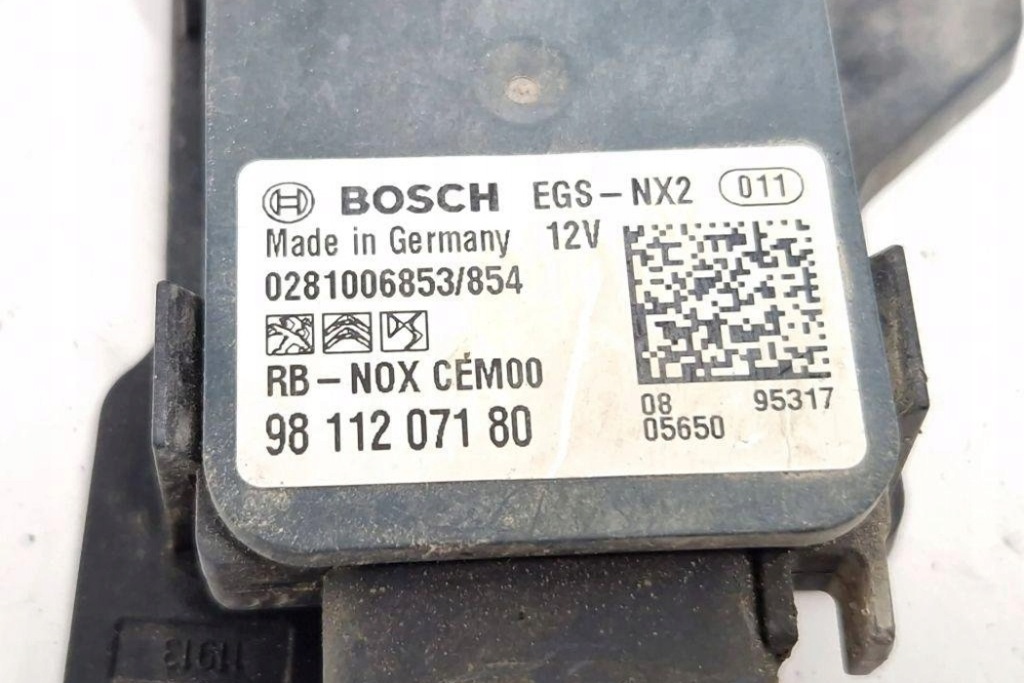 BOSCH EGS-NX2 011
Made in Germany 12V
0281006853/854
RB-NOX CEM00
98 112 071 80
08 95317
05650
11913